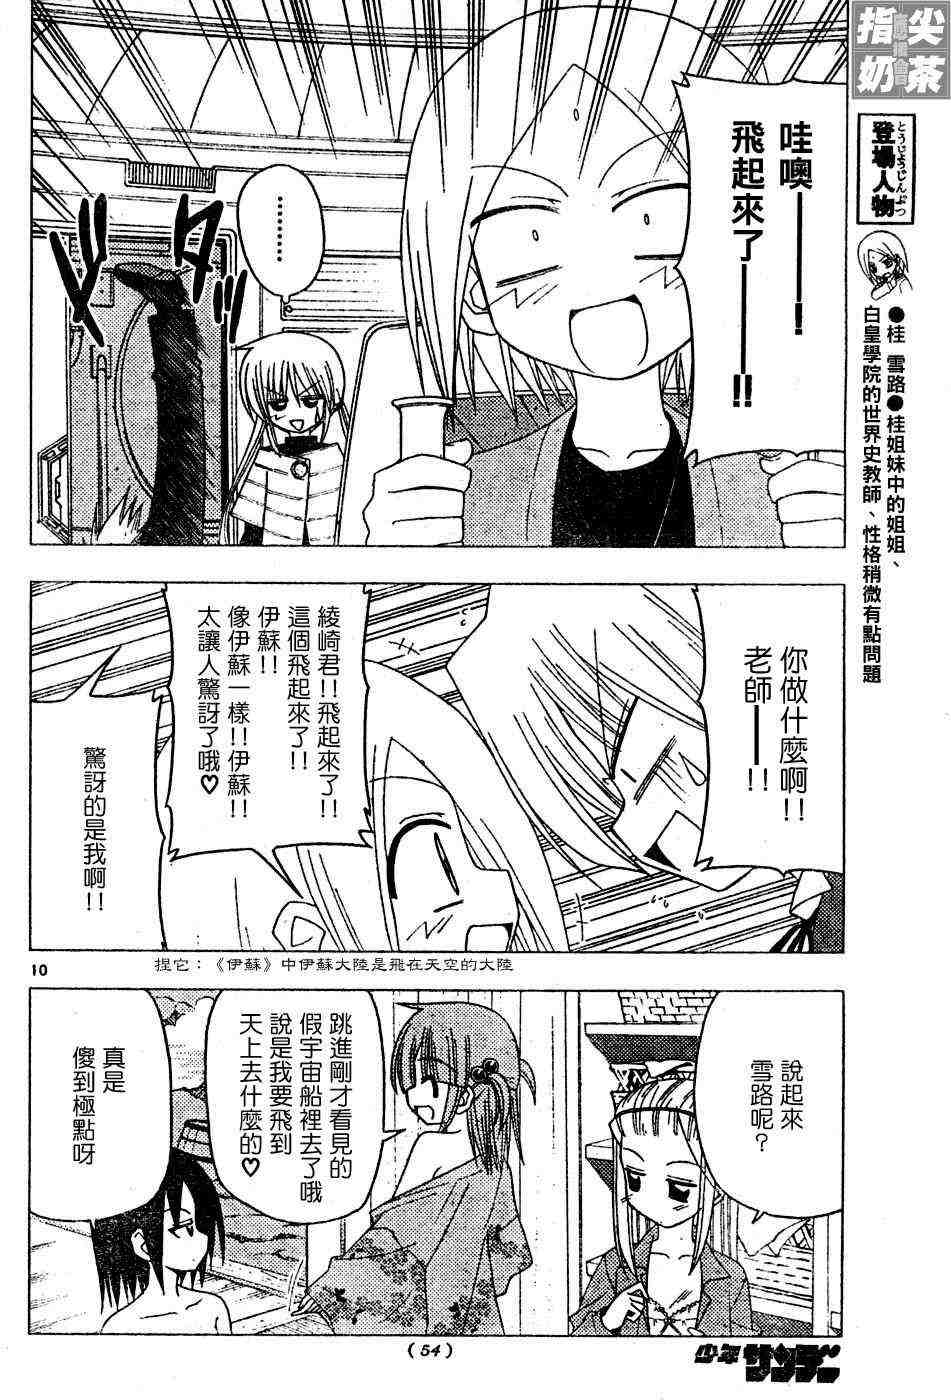 指尖
奶茶
登場人物
とうじょうじんぶつ
●桂 雪路●桂姐妹中的姐姐、
白皇學院的世界史教師、性格稍微有點問題
哇噢——！
飛起來了——!!
………
你做什麼啊!!
老師——!!
綾崎君!!飛起來了!!
這個飛起來了!!
伊蘇!!
像伊蘇一樣!!伊蘇!!
太讓人驚訝了哦♡
驚訝的是我啊!!
10
捏它：《伊蘇》中伊蘇大陸是飛在天空的大陸
說起來
雪路呢?
跳進剛才看見的
假宇宙船裡去了哦
說是我要飛到
天上去什麼的♡
真是
傻到極點呀
(54)
少年サンデー